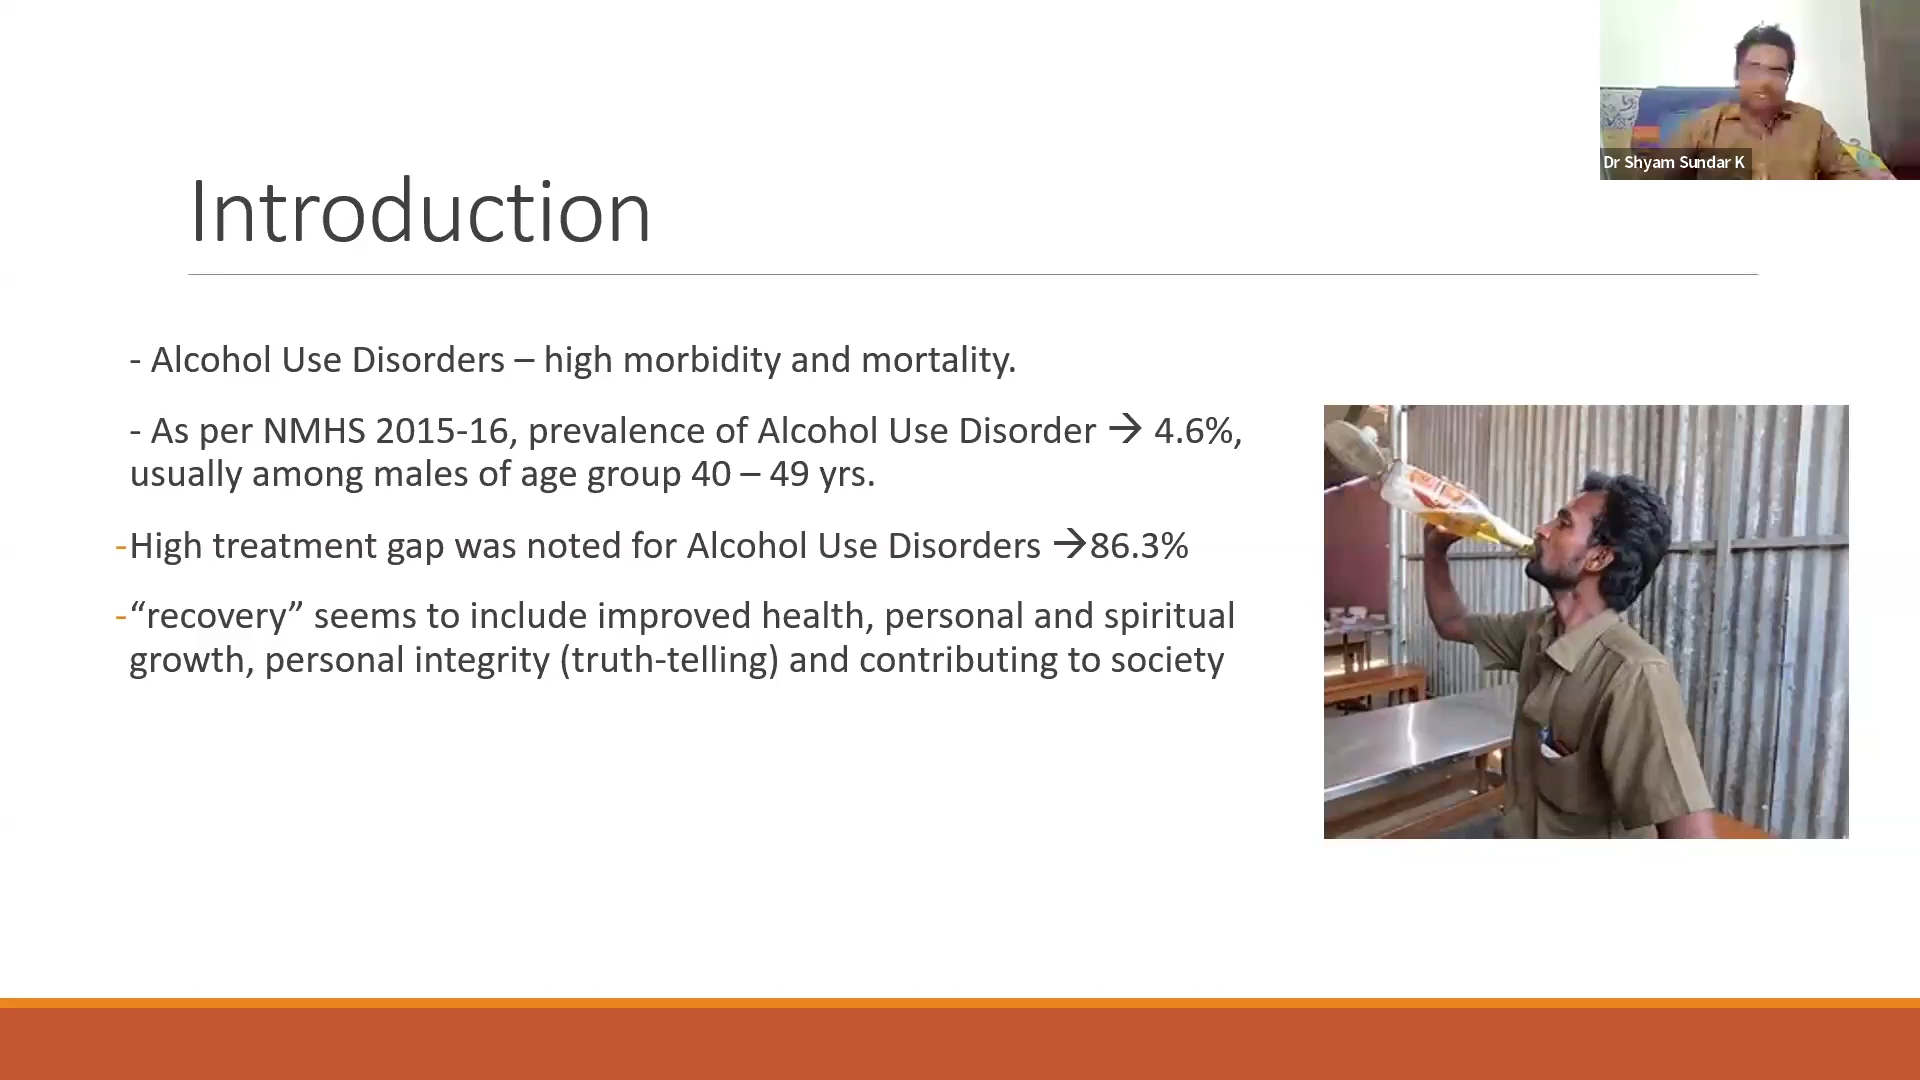 Dr Shyam Sundar K
Introduction
- Alcohol Use Disorders – high morbidity and mortality.
- As per NMHS 2015-16, prevalence of Alcohol Use Disorder → 4.6%,
usually among males of age group 40 – 49 yrs.
-High treatment gap was noted for Alcohol Use Disorders →86.3%
-“recovery” seems to include improved health, personal and spiritual
growth, personal integrity (truth-telling) and contributing to society